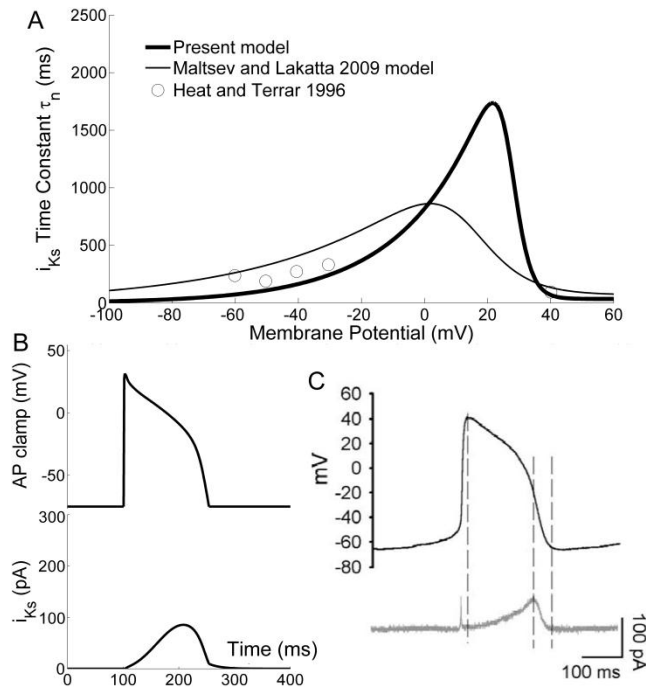 A
i_Ks Time Constant τ_n (ms)
2500
2000
1500
1000
500
0
Present model
Maltsev and Lakatta 2009 model
Heat and Terrar 1996
-100 -80 -60 -40 -20 0 20 40 60
Membrane Potential (mV)
B
AP clamp (mV)
50
0
-50
i_Ks (pA)
300
200
100
0
Time (ms)
0 100 200 300 400
C
mV
60
40
20
0
-20
-40
-60
-80
100 pA
100 ms